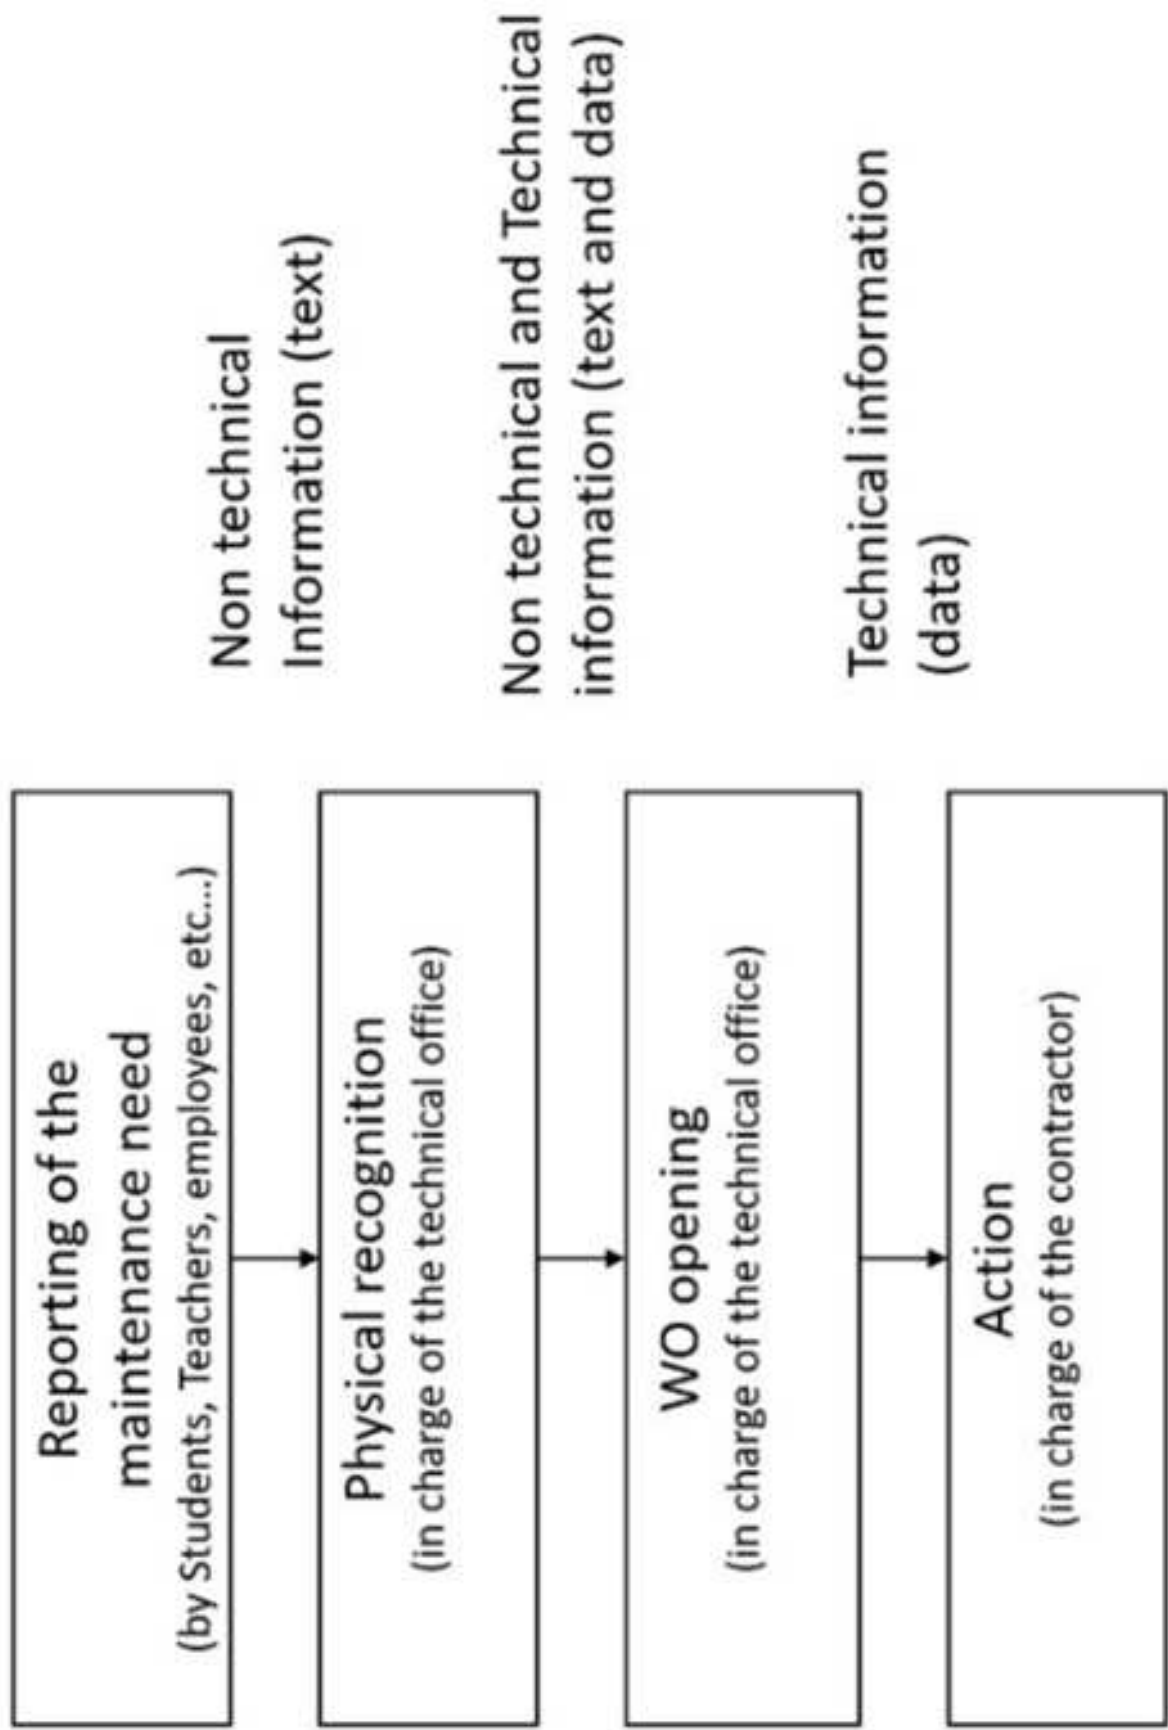 Reporting of the
maintenance need
(by Students, Teachers, employees, etc...)
Non technical
Information (text)
Physical recognition
(in charge of the technical office)
Non technical and Technical
information (text and data)
WO opening
(in charge of the technical office)
Technical information
(data)
Action
(in charge of the contractor)